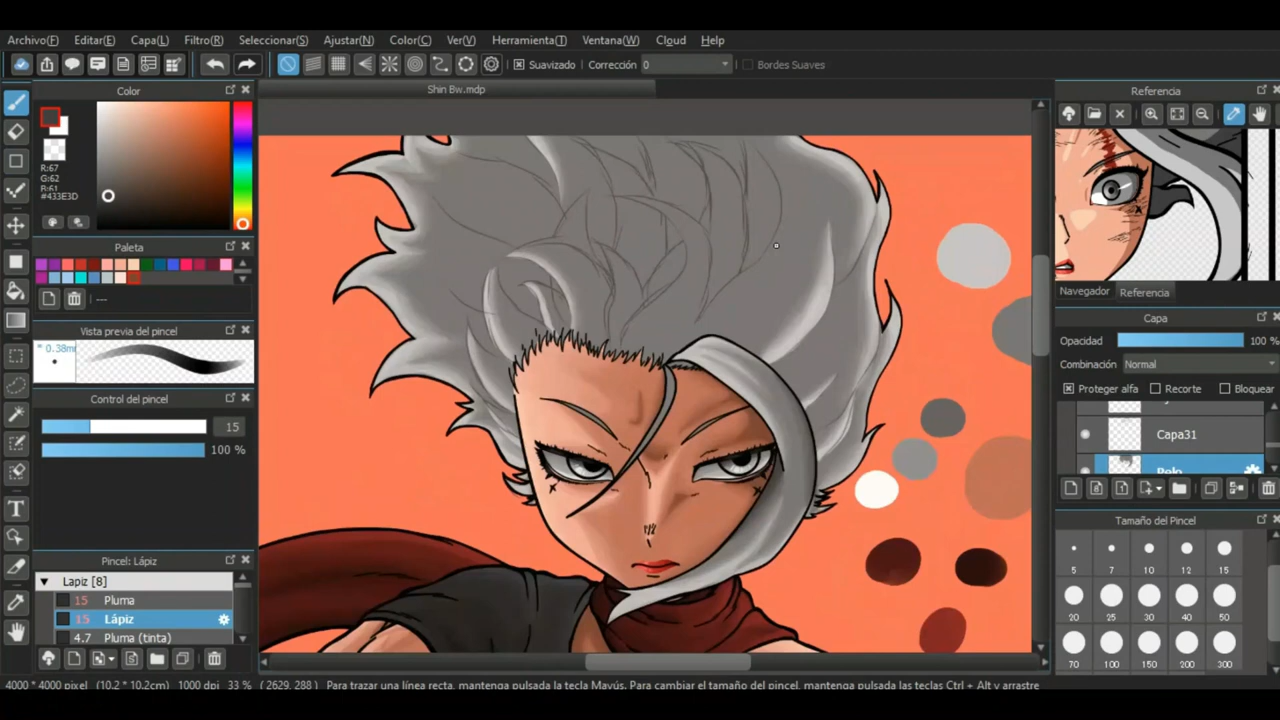 Archivo(F) Editar(E) Capa(L) Filtro(R) Seleccionar(S) Ajustar(N) Color(C) Ver(V) Herramienta(T) Ventana(W) Cloud Help
Suavizado Corrección 0 Bordes Suaves
Color
Shin Bw.mdp
Referencia
R:67
G:62
B:61
#433E3D
Paleta
---
Navegador Referencia
Capa
Vista previa del pincel
* 0.38m
Opacidad 100 %
Combinación Normal
Proteger alfa Recorte Bloquear
Control del pincel
15
100 %
Capa31
Pelo
T
Tamaño del Pincel
Pincel: Lápiz
Lapiz [8]
15 Pluma
15 Lápiz
4.7 Pluma (tinta)
5 7 10 12 15
20 25 30 40 50
70 100 150 200 300
4000 * 4000 pixel (10.2 * 10.2cm) 1000 dpi 33 % ( 2629, 288 ) Para trazar una línea recta, mantenga pulsada la tecla Mayús. Para cambiar el tamaño del pincel, mantenga pulsadas las teclas Ctrl + Alt y arrastre